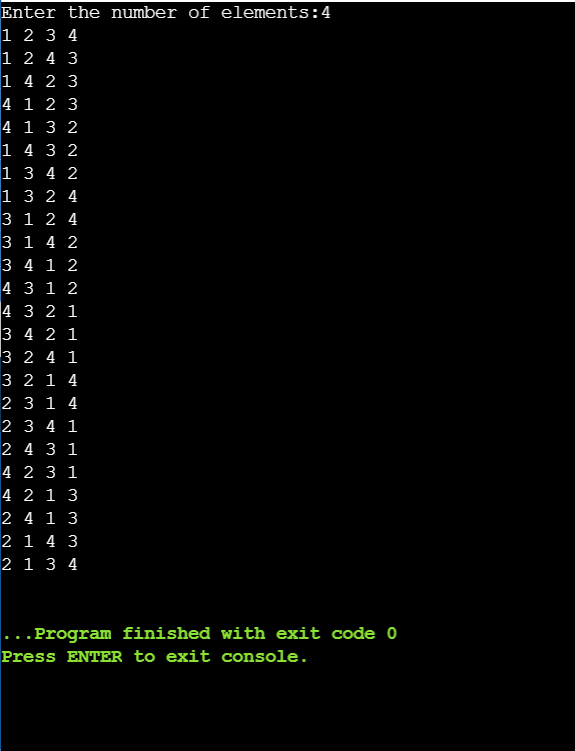 Enter the number of elements:4
1 2 3 4
1 2 4 3
1 4 2 3
4 1 2 3
4 1 3 2
1 4 3 2
1 3 4 2
1 3 2 4
3 1 2 4
3 1 4 2
3 4 1 2
4 3 1 2
4 3 2 1
3 4 2 1
3 2 4 1
3 2 1 4
2 3 1 4
2 3 4 1
2 4 3 1
4 2 3 1
4 2 1 3
2 4 1 3
2 1 4 3
2 1 3 4
...Program finished with exit code 0
Press ENTER to exit console.